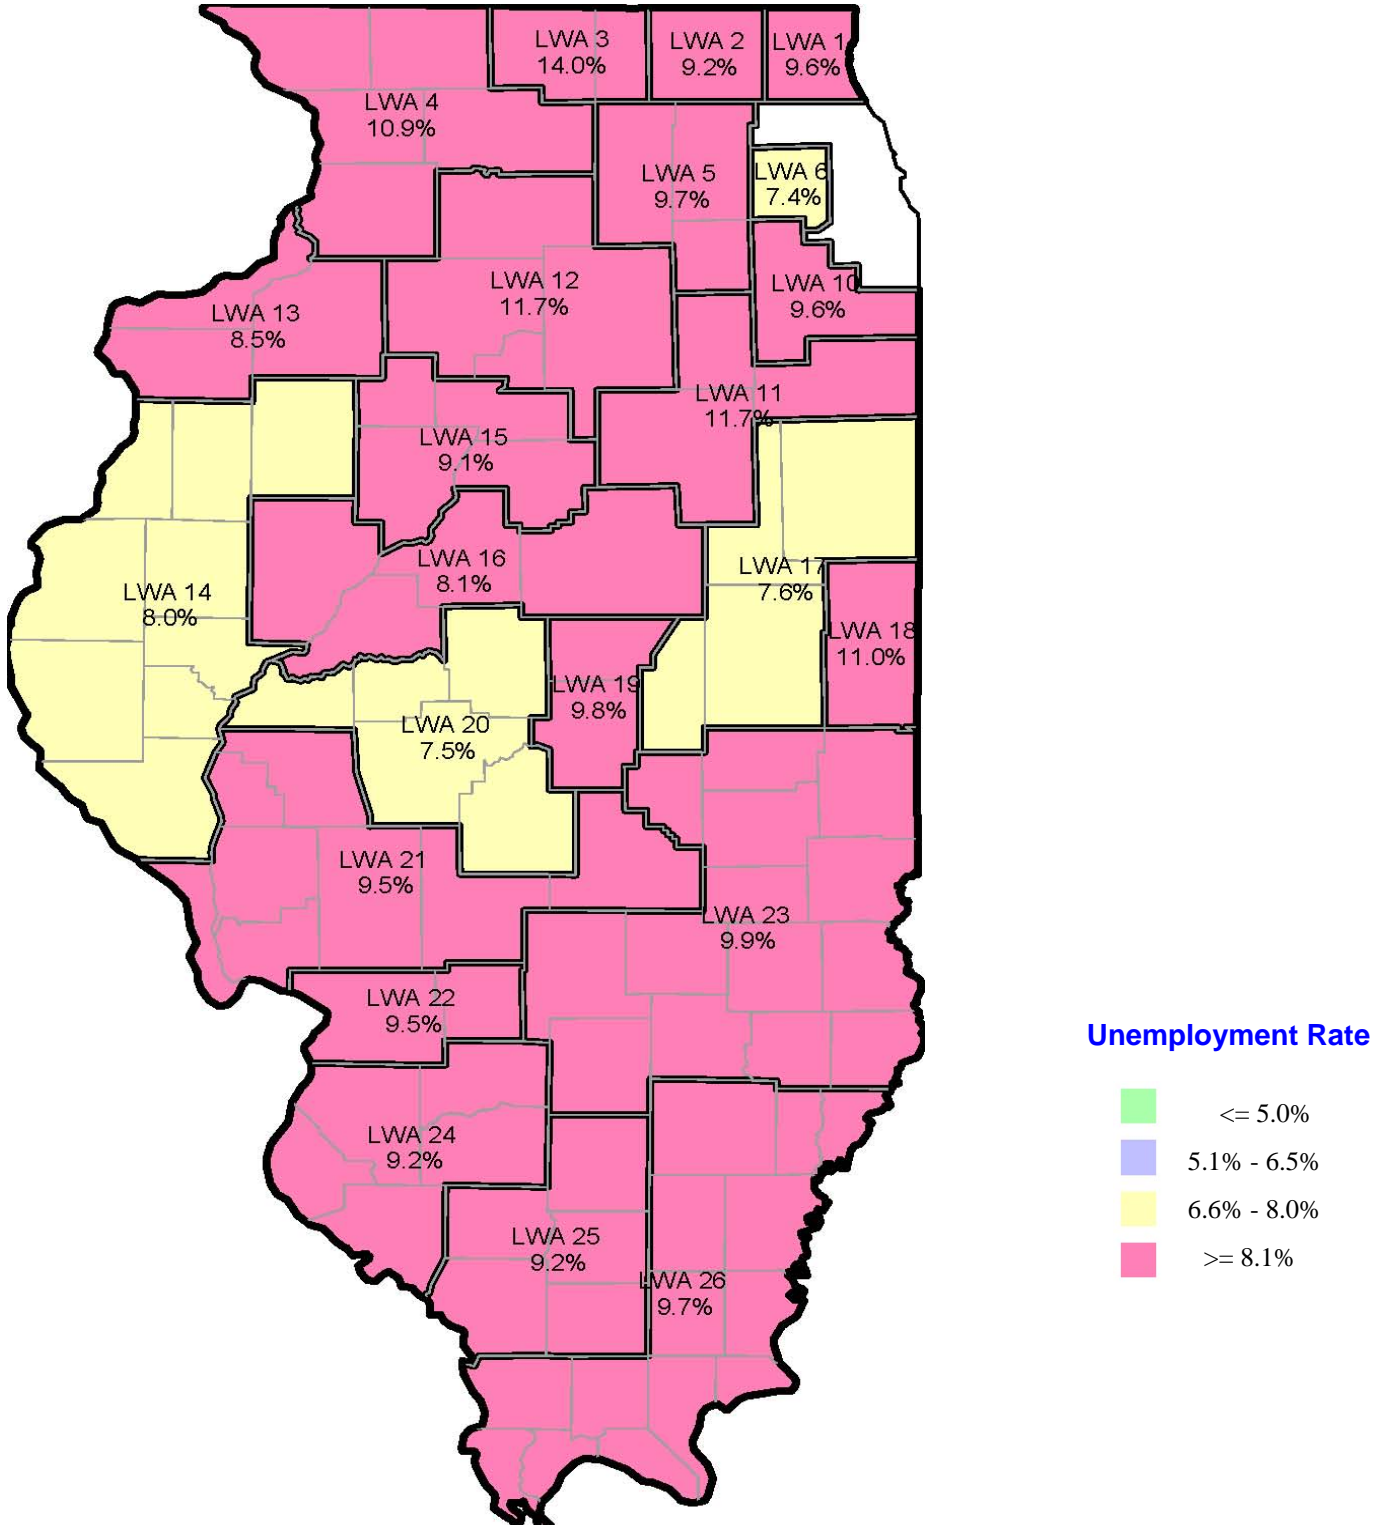 LWA 3
14.0%
LWA 2
9.2%
LWA 1
9.6%
LWA 4
10.9%
LWA 5
9.7%
LWA 6
7.4%
LWA 12
11.7%
LWA 10
9.6%
LWA 13
8.5%
LWA 11
11.7%
LWA 15
9.1%
LWA 16
8.1%
LWA 17
7.6%
LWA 14
8.0%
LWA 18
11.0%
LWA 19
9.8%
LWA 20
7.5%
LWA 21
9.5%
LWA 23
9.9%
LWA 22
9.5%
LWA 24
9.2%
LWA 25
9.2%
LWA 26
9.7%
Unemployment Rate
<= 5.0%
5.1% - 6.5%
6.6% - 8.0%
>= 8.1%